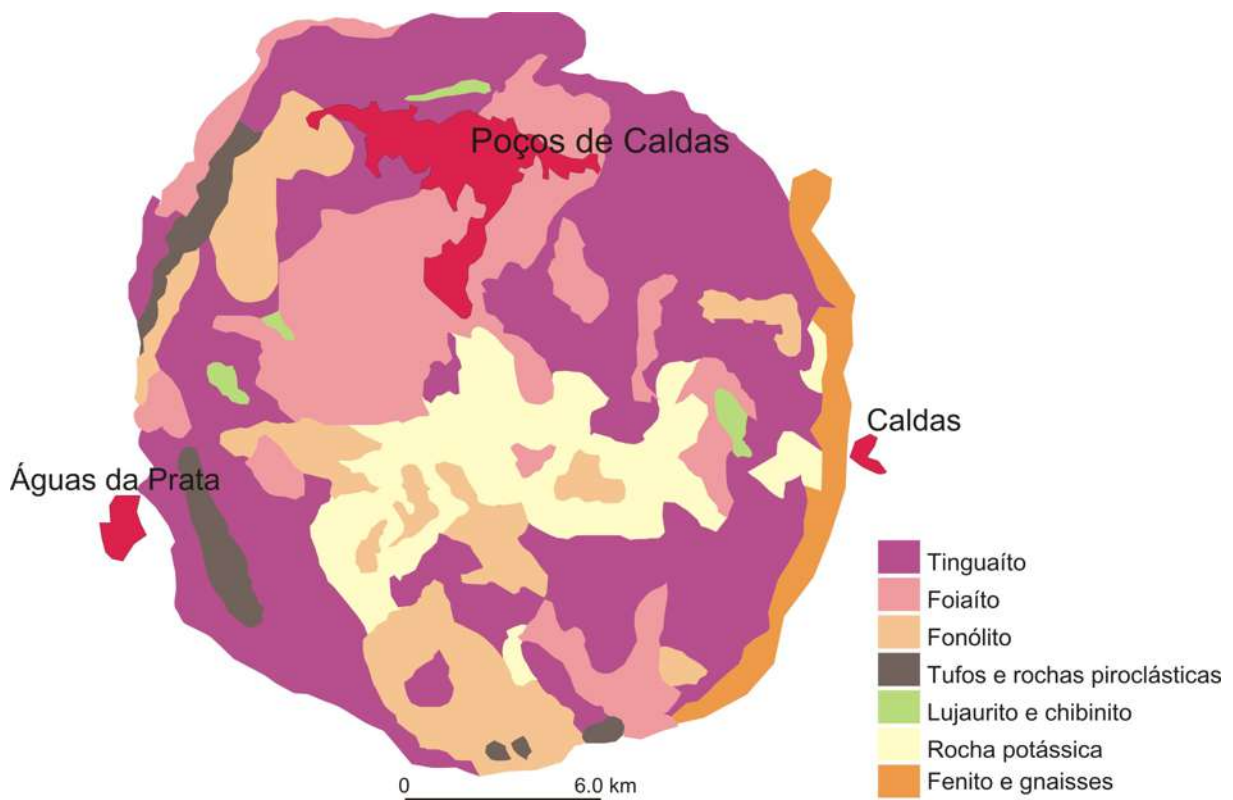 Poços de Caldas
Caldas
Águas da Prata
Tinguaíto
Foiaíto
Fonólito
Tufos e rochas piroclásticas
Lujaurito e chibinito
Rocha potássica
Fenito e gnaisses
0 6.0 km